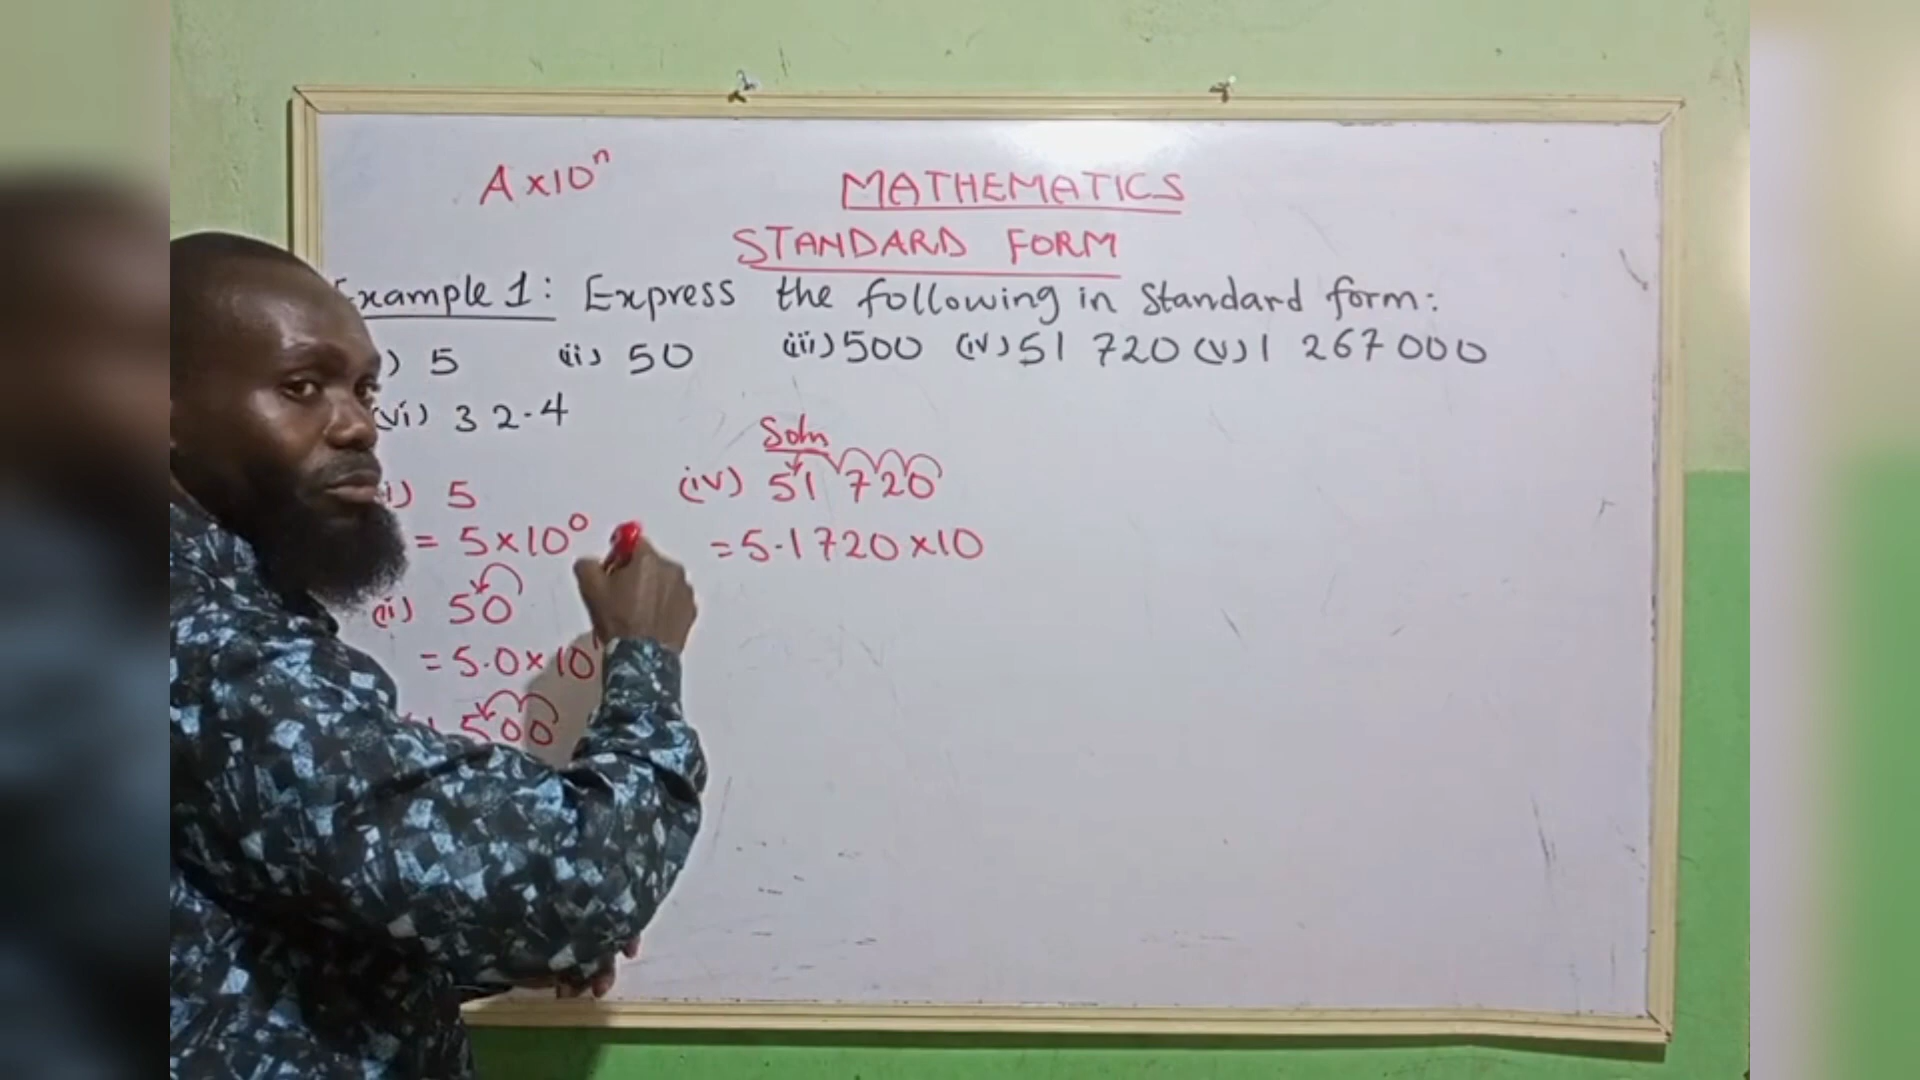 A×10ⁿ
MATHEMATICS
STANDARD FORM
Example 1: Express the following in Standard form:
) 5 (ii) 50 (iii) 500 (iv) 51 720 (v) 1 267 000
(vi) 32.4
Soln
i) 5
= 5×10⁰
(ii) 50
= 5.0×10
500
(iv) 51 720
= 5.1720×10